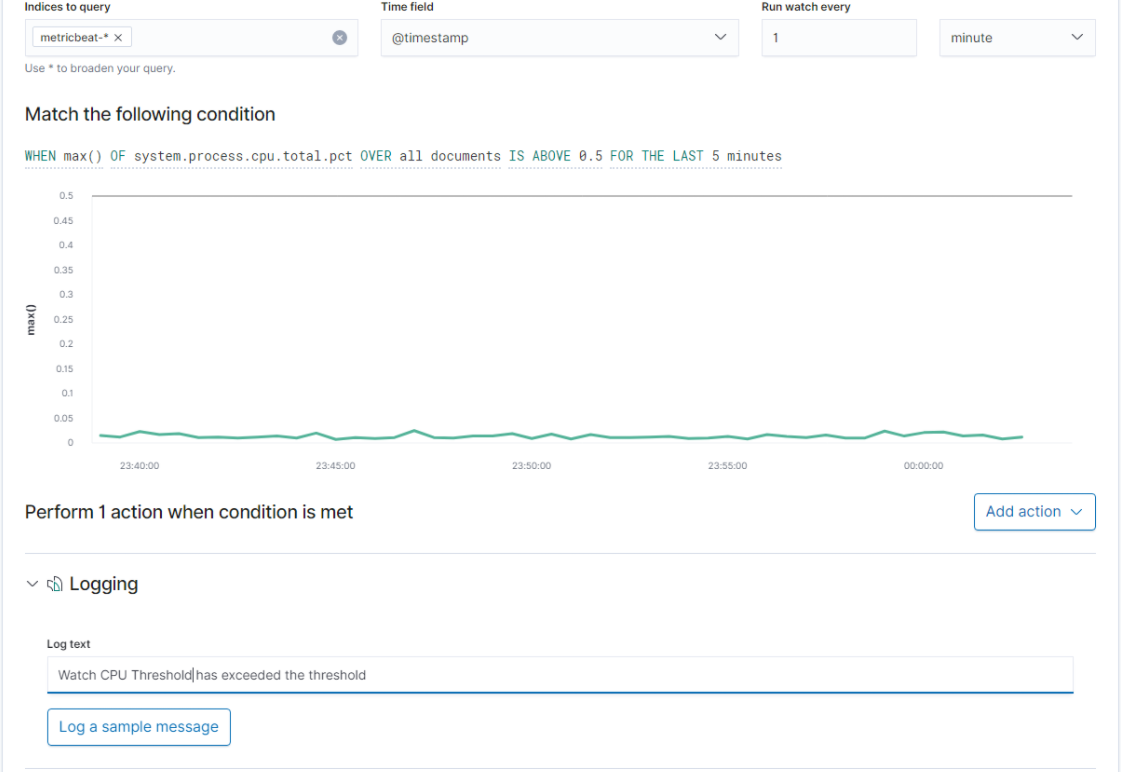 Indices to query Time field Run watch every
metricbeat-* × @timestamp 1 minute
Use * to broaden your query.
Match the following condition
WHEN max() OF system.process.cpu.total.pct OVER all documents IS ABOVE 0.5 FOR THE LAST 5 minutes
0.5
0.45
0.4
0.35
0.3
0.25
0.2
0.15
0.1
0.05
0
max()
23:40:00 23:45:00 23:50:00 23:55:00 00:00:00
Perform 1 action when condition is met Add action
Logging
Log text
Watch CPU Threshold has exceeded the threshold
Log a sample message